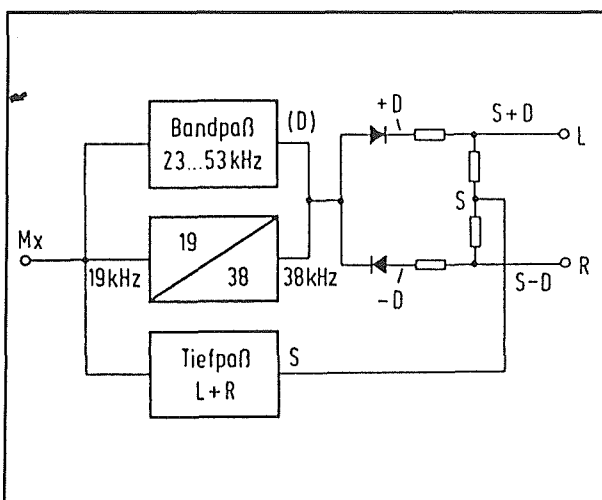 Bandpaß
23...53kHz
(D)
+D
S+D
L
S
Mx
19kHz
19
38
38kHz
-D
S-D
R
Tiefpaß
L+R
S